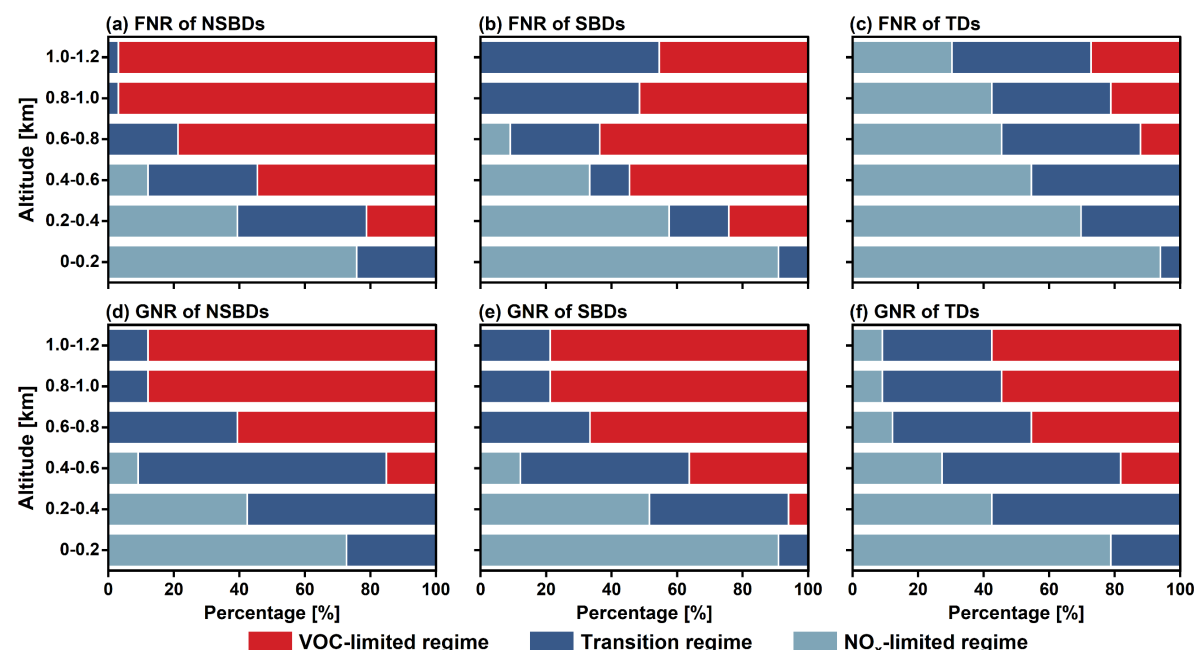 (a) FNR of NSBDs
(b) FNR of SBDs
(c) FNR of TDs
Altitude [km]
1.0-1.2
0.8-1.0
0.6-0.8
0.4-0.6
0.2-0.4
0-0.2
(d) GNR of NSBDs
(e) GNR of SBDs
(f) GNR of TDs
Altitude [km]
1.0-1.2
0.8-1.0
0.6-0.8
0.4-0.6
0.2-0.4
0-0.2
0 20 40 60 80 100
0 20 40 60 80 100
0 20 40 60 80 100
Percentage [%]
Percentage [%]
Percentage [%]
VOC-limited regime
Transition regime
NOₓ-limited regime